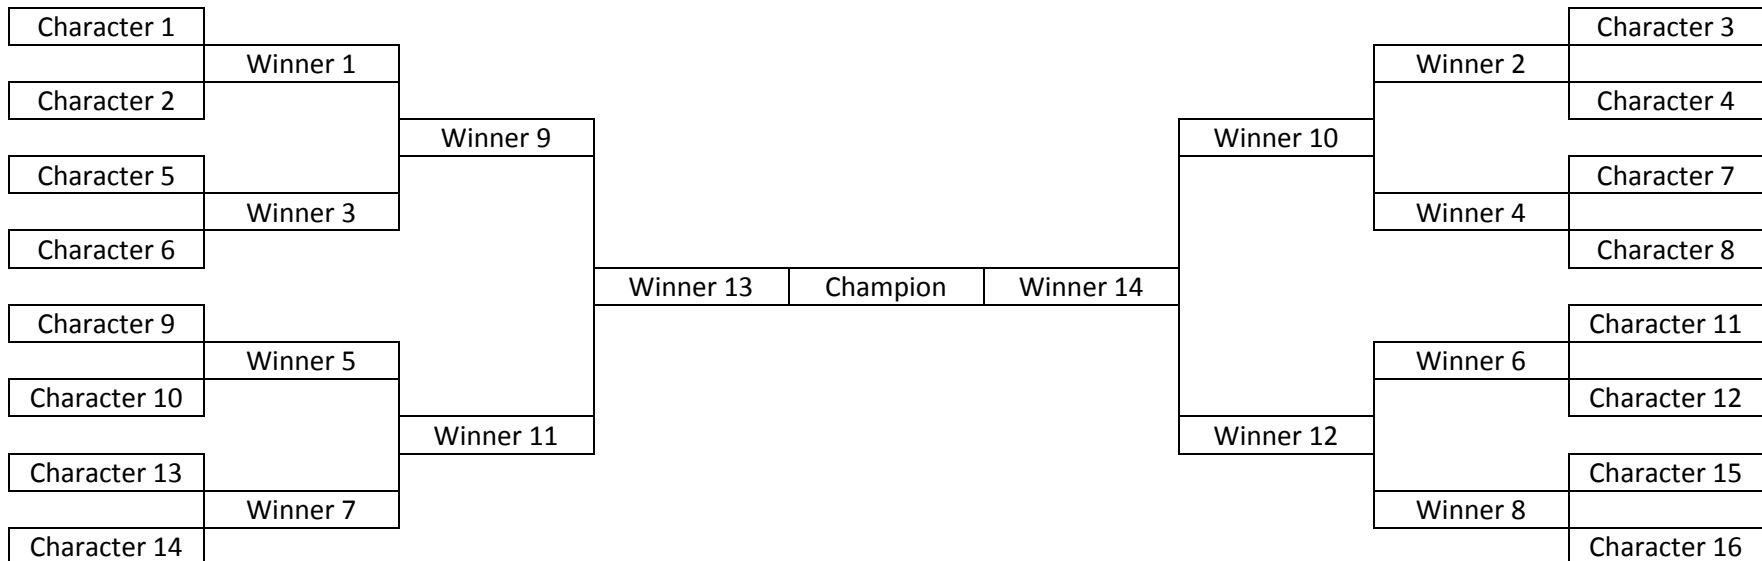 Character 1 Character 3
Winner 1 Winner 2
Character 2 Character 4
Winner 9 Winner 10
Character 5 Character 7
Winner 3 Winner 4
Character 6 Character 8
Winner 13 Champion Winner 14
Character 9 Character 11
Winner 5 Winner 6
Character 10 Character 12
Winner 11 Winner 12
Character 13 Character 15
Winner 7 Winner 8
Character 14 Character 16